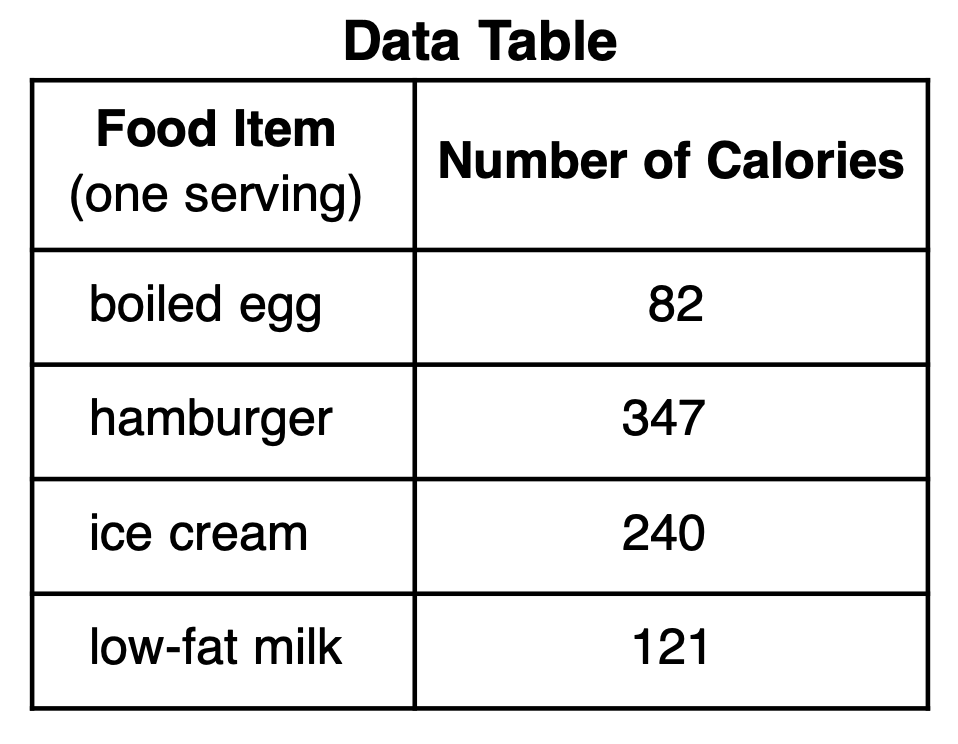 Data Table
Food Item
(one serving)
Number of Calories
boiled egg
82
hamburger
347
ice cream
240
low-fat milk
121